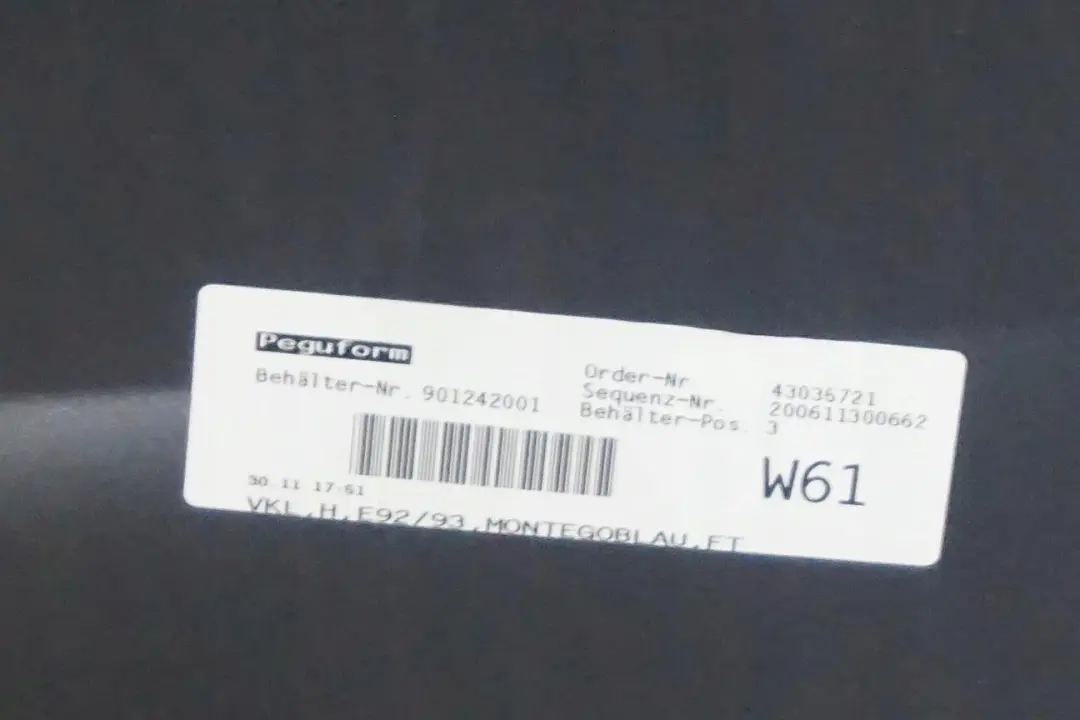 Peguform
Behälter-Nr. 901242001
Order-Nr. 43036721
Sequenz-Nr. 200611300662
Behälter-Pos. 3
W61
30.11 17:61
VKL,H,E92/93,MONTEGOBLAU,FT